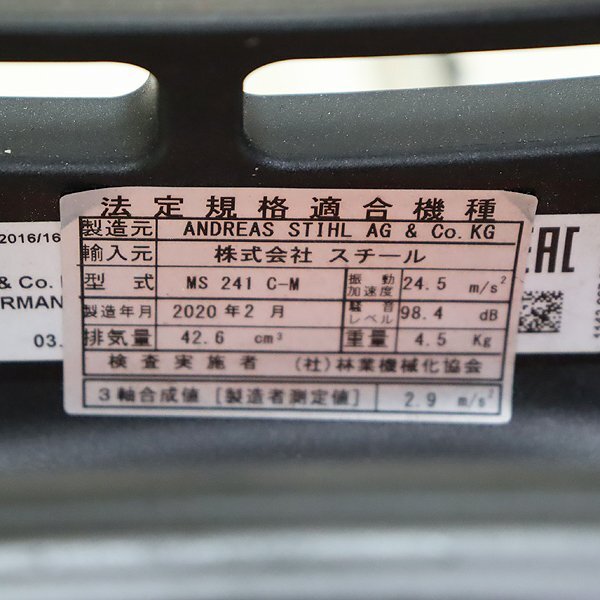 法定規格適合機種
製造元 ANDREAS STIHL AG & Co. KG
輸入元 株式会社 スチール
型式 MS 241 C-M 振動加速度 24.5 m/s²
製造年月 2020年2月 騒音レベル 98.4 dB
排気量 42.6 cm³ 重量 4.5 Kg
検査実施者 (社)林業機械化協会
3軸合成値 [製造者測定値] 2.9 m/s²
2016/16
& Co.
ERMAN
03.
EAC